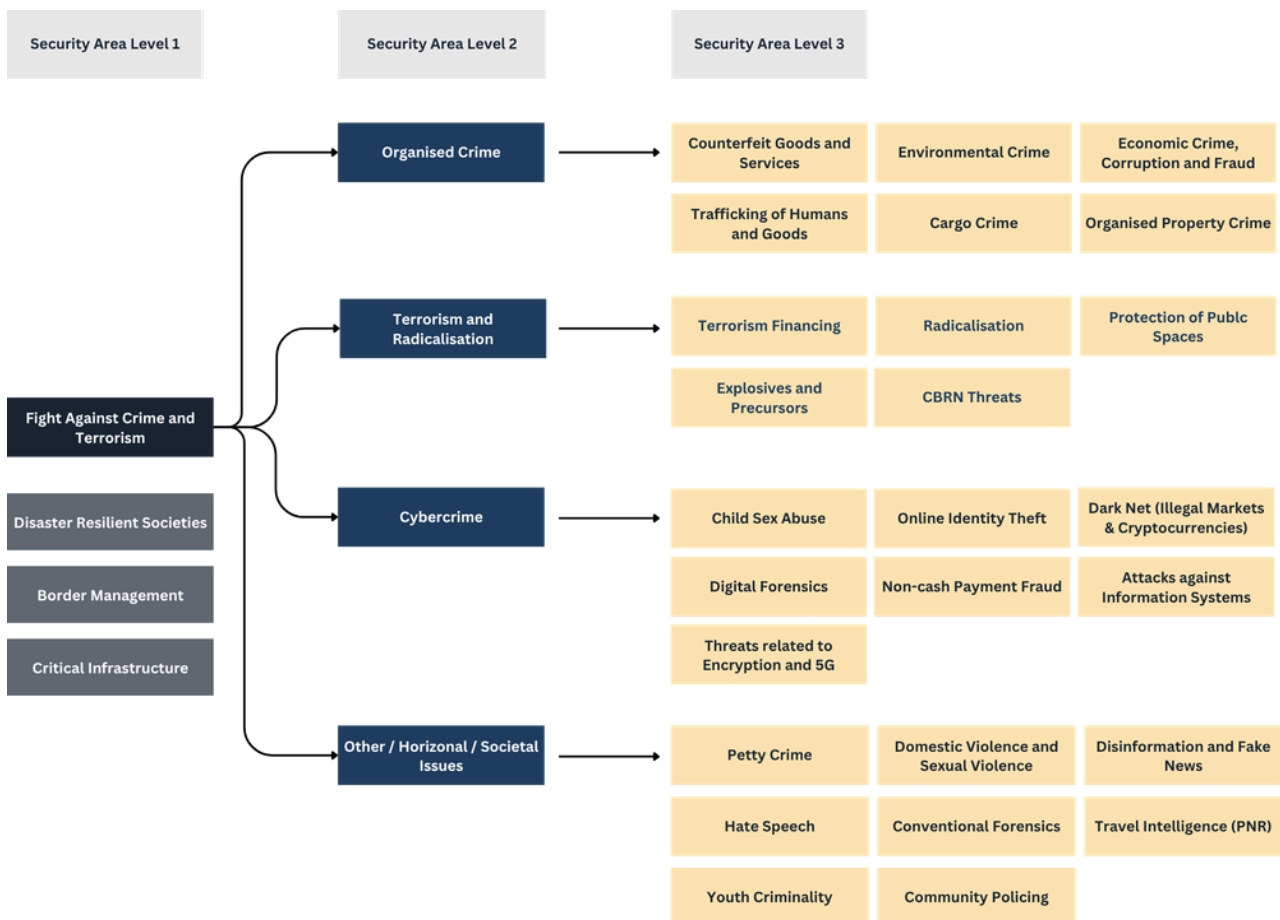 Security Area Level 1
Security Area Level 2
Security Area Level 3
Organised Crime
Counterfeit Goods and
Services
Environmental Crime
Economic Crime,
Corruption and Fraud
Trafficking of Humans
and Goods
Cargo Crime
Organised Property Crime
Terrorism and
Radicalisation
Terrorism Financing
Radicalisation
Protection of Publc
Spaces
Explosives and
Precursors
CBRN Threats
Fight Against Crime and
Terrorism
Disaster Resilient Societies
Border Management
Critical Infrastructure
Cybercrime
Child Sex Abuse
Online Identity Theft
Dark Net (Illegal Markets
& Cryptocurrencies)
Digital Forensics
Non-cash Payment Fraud
Attacks against
Information Systems
Threats related to
Encryption and 5G
Other / Horizonal / Societal
Issues
Petty Crime
Domestic Violence and
Sexual Violence
Disinformation and Fake
News
Hate Speech
Conventional Forensics
Travel Intelligence (PNR)
Youth Criminality
Community Policing